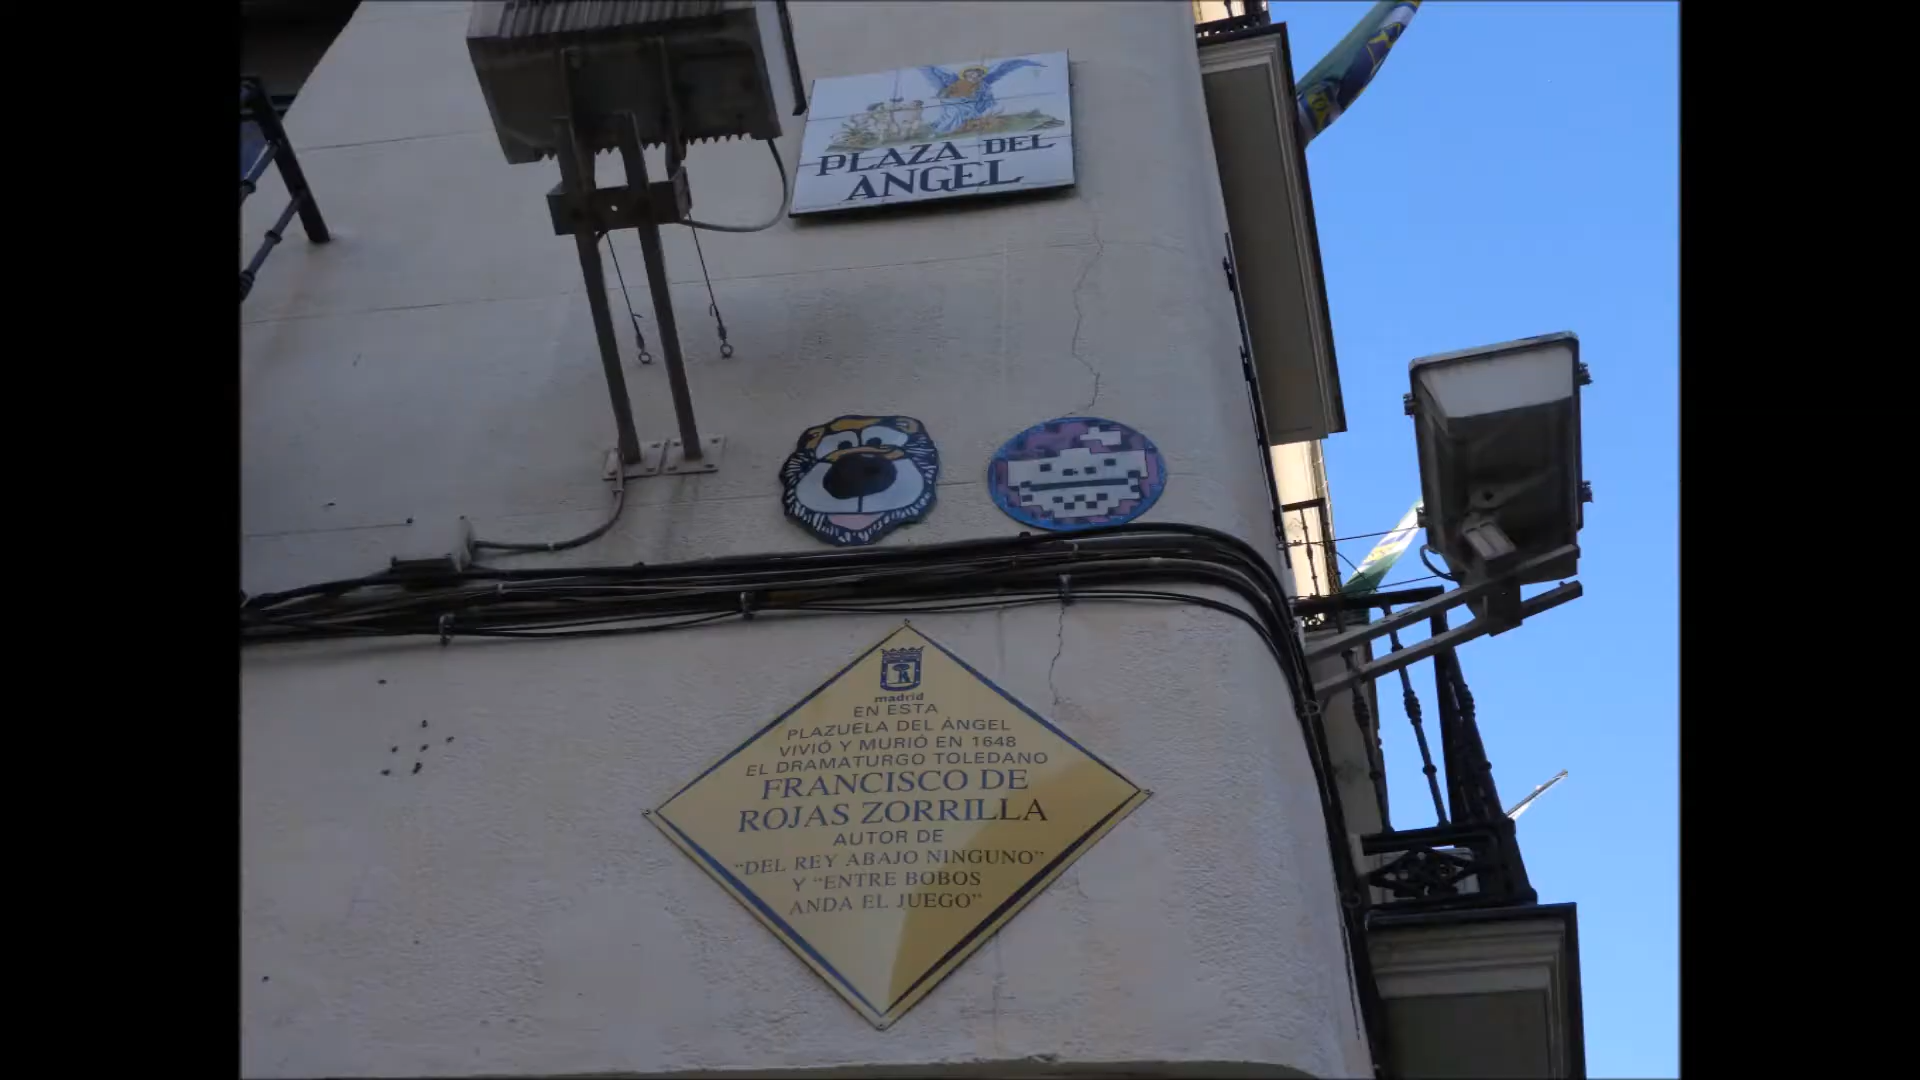 PLAZA DEL
ANGEL
madrid
EN ESTA
PLAZUELA DEL ÁNGEL
VIVIÓ Y MURIÓ EN 1648
EL DRAMATURGO TOLEDANO
FRANCISCO DE
ROJAS ZORRILLA
AUTOR DE
“DEL REY ABAJO NINGUNO”
Y “ENTRE BOBOS
ANDA EL JUEGO”